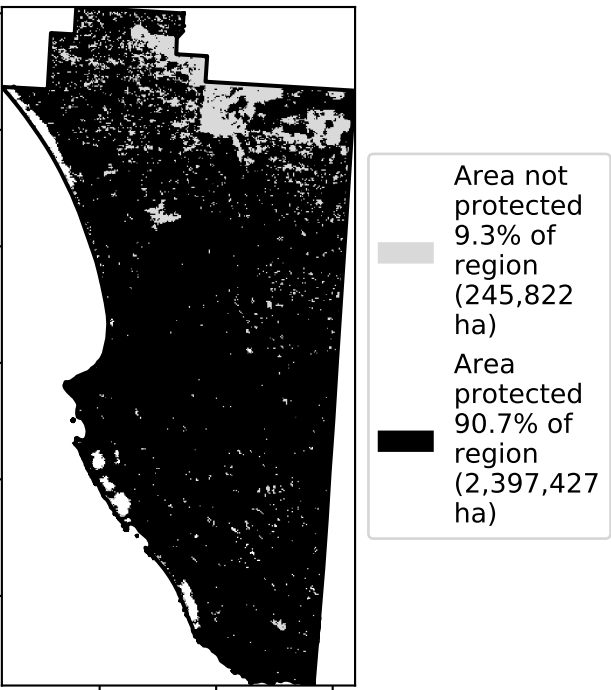 Area not
protected
9.3% of
region
(245,822
ha)
Area
protected
90.7% of
region
(2,397,427
ha)